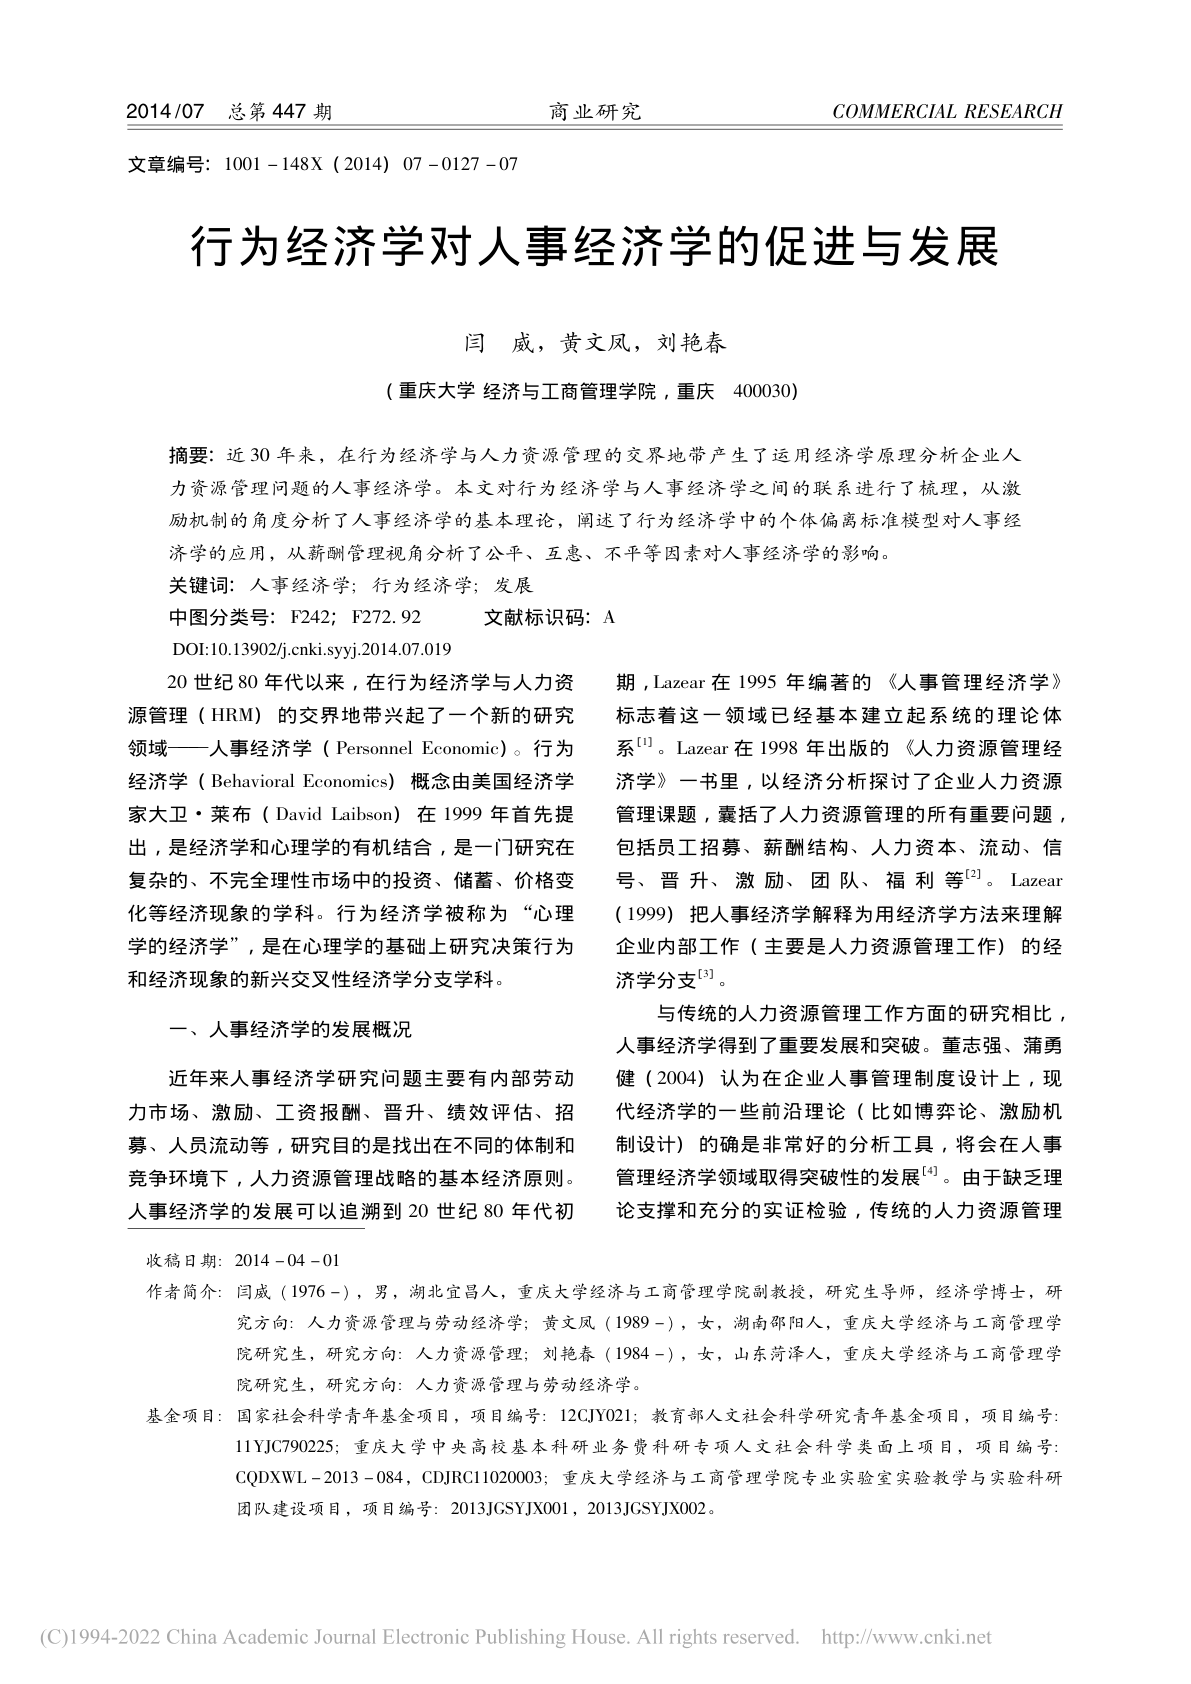 2014/07 总第 447 期 商业研究 COMMERCIAL RESEARCH
文章编号：1001－148X（2014）07－0127－07
行为经济学对人事经济学的促进与发展
闫 威，黄文凤，刘艳春
（重庆大学 经济与工商管理学院，重庆 400030）
摘要：近 30 年来，在行为经济学与人力资源管理的交界地带产生了运用经济学原理分析企业人
力资源管理问题的人事经济学。本文对行为经济学与人事经济学之间的联系进行了梳理，从激
励机制的角度分析了人事经济学的基本理论，阐述了行为经济学中的个体偏离标准模型对人事经
济学的应用，从薪酬管理视角分析了公平、互惠、不平等因素对人事经济学的影响。
关键词：人事经济学；行为经济学；发展
中图分类号：F242；F272.92 文献标识码：A
DOI:10.13902/j.cnki.syyj.2014.07.019
20 世纪 80 年代以来，在行为经济学与人力资
源管理（HRM）的交界地带兴起了一个新的研究
领域——人事经济学（Personnel Economic）。行为
经济学（Behavioral Economics）概念由美国经济学
家大卫·莱布（David Laibson）在 1999 年首先提
出，是经济学和心理学的有机结合，是一门研究在
复杂的、不完全理性市场中的投资、储蓄、价格变
化等经济现象的学科。行为经济学被称为“心理
学的经济学”，是在心理学的基础上研究决策行为
和经济现象的新兴交叉性经济学分支学科。
一、人事经济学的发展概况
近年来人事经济学研究问题主要有内部劳动
力市场、激励、工资报酬、晋升、绩效评估、招
募、人员流动等，研究目的是找出在不同的体制和
竞争环境下，人力资源管理战略的基本经济原则。
人事经济学的发展可以追溯到 20 世纪 80 年代初
期，Lazear 在 1995 年编著的《人事管理经济学》
标志着这一领域已经基本建立起系统的理论体
系[1]。Lazear 在 1998 年出版的《人力资源管理经
济学》一书里，以经济分析探讨了企业人力资源
管理课题，囊括了人力资源管理的所有重要问题，
包括员工招募、薪酬结构、人力资本、流动、信
号、晋升、激励、团队、福利等[2]。Lazear
（1999）把人事经济学解释为用经济学方法来理解
企业内部工作（主要是人力资源管理工作）的经
济学分支[3]。
与传统的人力资源管理工作方面的研究相比，
人事经济学得到了重要发展和突破。董志强、蒲勇
健（2004）认为在企业人事管理制度设计上，现
代经济学的一些前沿理论（比如博弈论、激励机
制设计）的确是非常好的分析工具，将会在人事
管理经济学领域取得突破性的发展[4]。由于缺乏理
论支撑和充分的实证检验，传统的人力资源管理
收稿日期：2014－04－01
作者简介：闫威（1976－），男，湖北宜昌人，重庆大学经济与工商管理学院副教授，研究生导师，经济学博士，研
究方向：人力资源管理与劳动经济学；黄文凤（1989－），女，湖南邵阳人，重庆大学经济与工商管理学
院研究生，研究方向：人力资源管理；刘艳春（1984－），女，山东菏泽人，重庆大学经济与工商管理学
院研究生，研究方向：人力资源管理与劳动经济学。
基金项目：国家社会科学青年基金项目，项目编号：12CJY021；教育部人文社会科学研究青年基金项目，项目编号：
11YJC790225；重庆大学中央高校基本科研业务费科研专项人文社会科学类面上项目，项目编号：
CQDXWL－2013－084，CDJRC11020003；重庆大学经济与工商管理学院专业实验室实验教学与实验科研
团队建设项目，项目编号：2013JGSYJX001，2013JGSYJX002。
(C)1994-2022 China Academic Journal Electronic Publishing House. All rights reserved. http://www.cnki.net